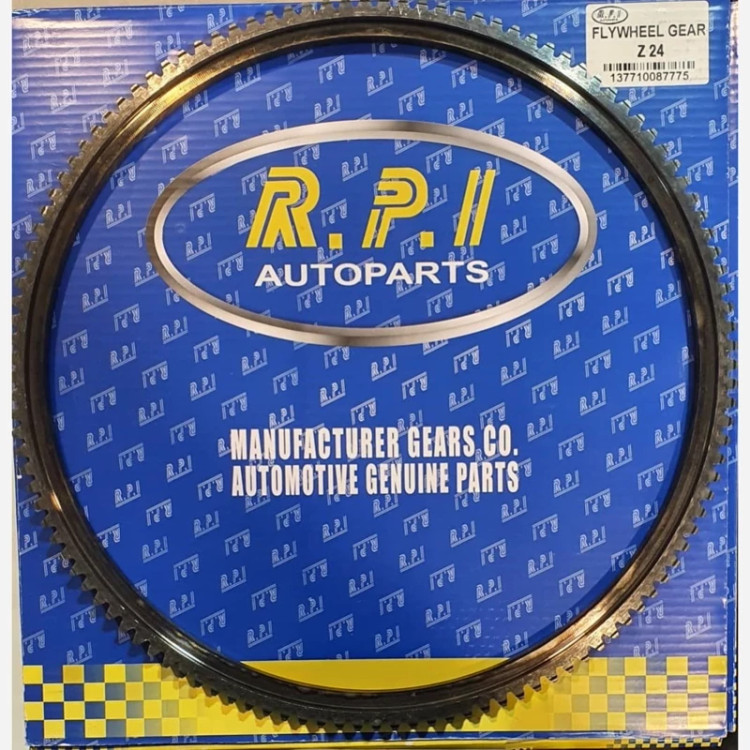 R.P.I
FLYWHEEL GEAR
Z 24
137710087775
R.P.I
AUTOPARTS
MANUFACTURER GEARS CO.
AUTOMOTIVE GENUINE PARTS